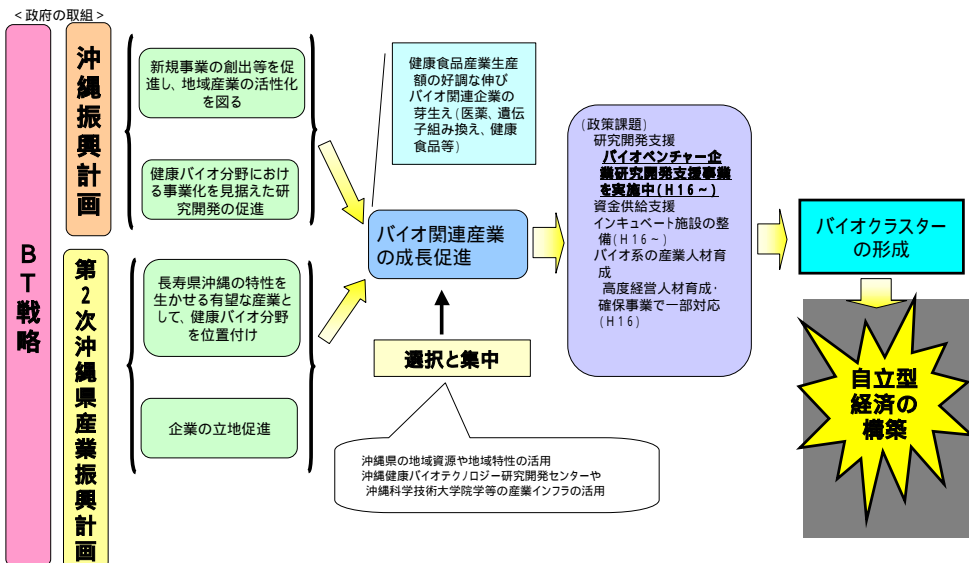 <政府の取組>
BT戦略
沖縄振興計画
第2次沖縄県産業振興計画
新規事業の創出等を促
進し、地域産業の活性化
を図る
健康バイオ分野におけ
る事業化を見据えた研
究開発の促進
長寿県沖縄の特性を
生かせる有望な産業と
して、健康バイオ分野
を位置付け
企業の立地促進
健康食品産業生産
額の好調な伸び
バイオ関連企業の
芽生え(医薬、遺伝
子組み換え、健康
食品等)
バイオ関連産業
の成長促進
選択と集中
沖縄県の地域資源や地域特性の活用
沖縄健康バイオテクノロジー研究開発センターや
沖縄科学技術大学院学等の産業インフラの活用
(政策課題)
研究開発支援
バイオベンチャー企
業研究開発支援事業
を実施中(H16~)
資金供給支援
インキュベート施設の整
備(H16~)
バイオ系の産業人材育
成
高度経営人材育成・
確保事業で一部対応
(H16)
バイオクラスター
の形成
自立型
経済の
構築